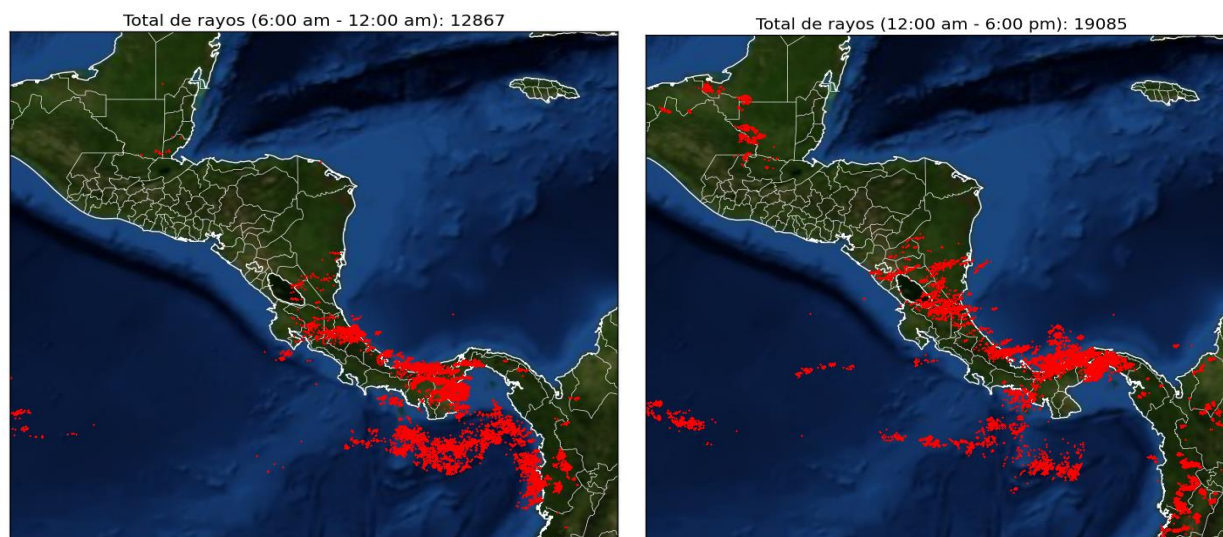 Total de rayos (6:00 am - 12:00 am): 12867
Total de rayos (12:00 am - 6:00 pm): 19085